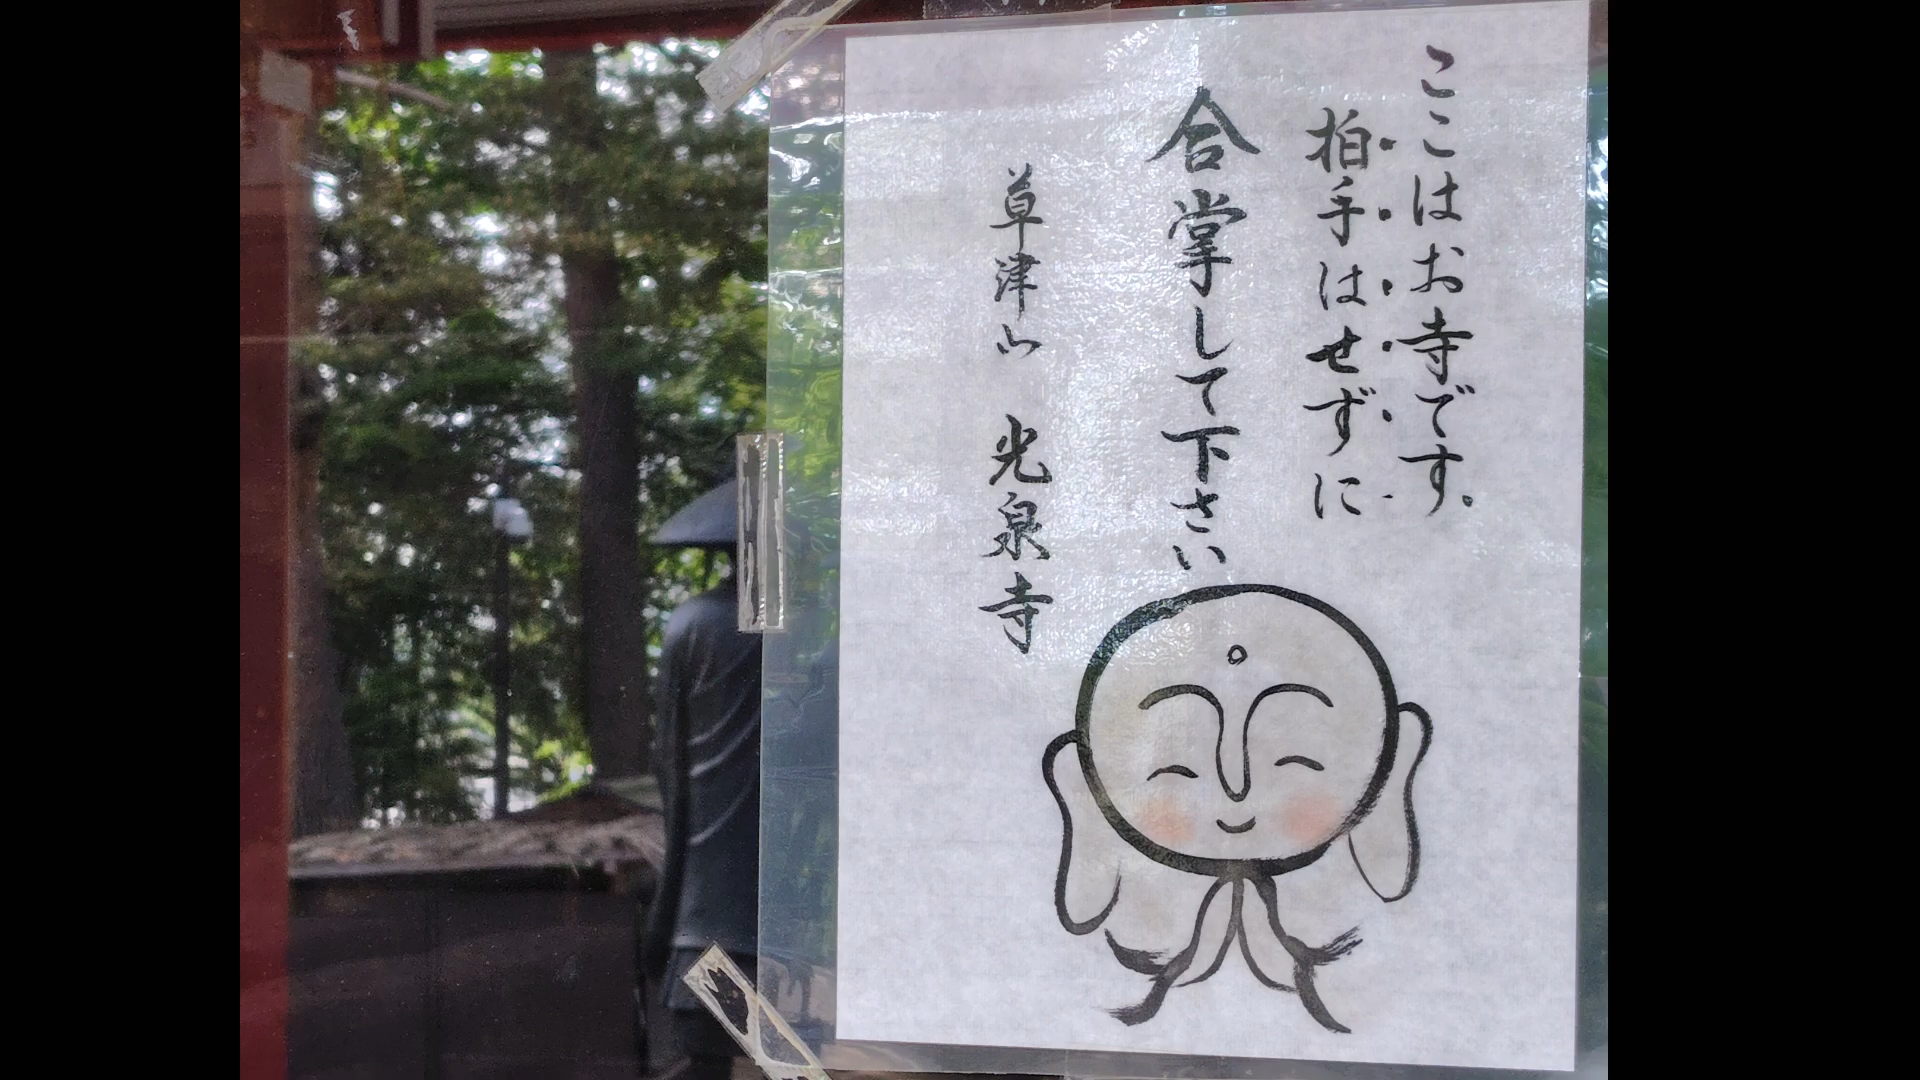 ここはお寺です。
拍手はせずに
合掌して下さい
草津山 光泉寺